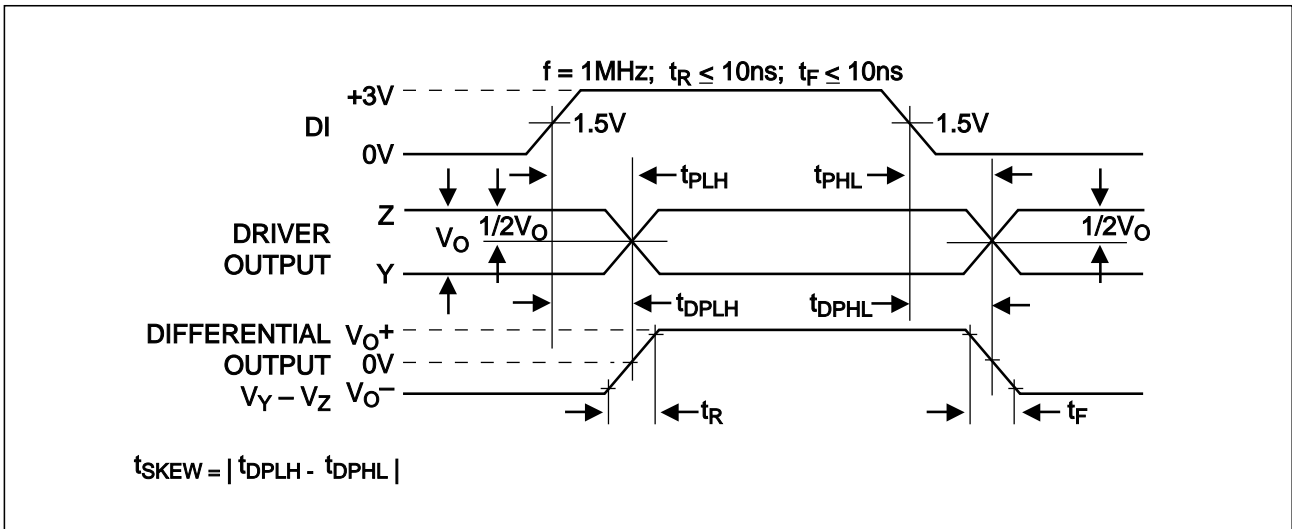 f = 1MHz; tR ≤ 10ns; tF ≤ 10ns
+3V
DI
1.5V
1.5V
0V
tPLH
tPHL
Z
DRIVER
OUTPUT
VO
1/2VO
1/2VO
Y
tDPLH
tDPHL
DIFFERENTIAL
OUTPUT
VY – VZ
VO+
0V
VO–
tR
tF
tSKEW = | tDPLH - tDPHL |